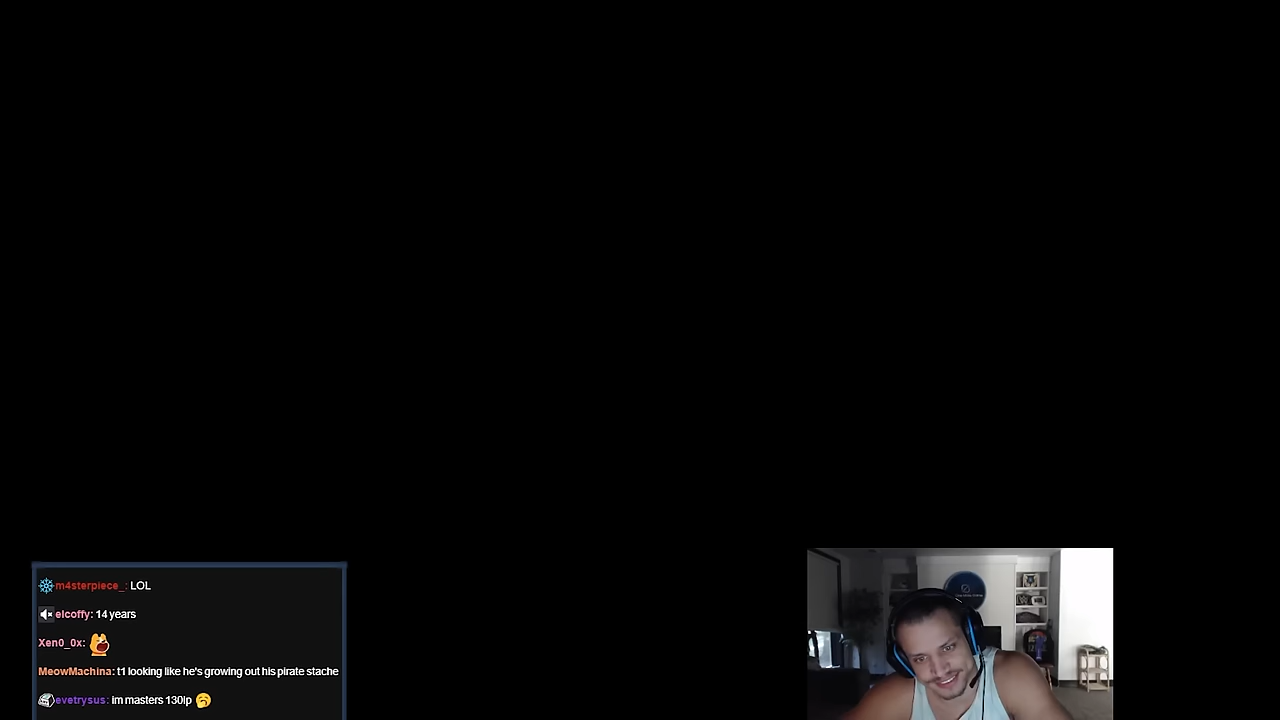 m4sterpiece_: LOL
elcoffy: 14 years
Xen0_0x:
MeowMachina: t1 looking like he's growing out his pirate stache
evetrysus: im masters 130lp